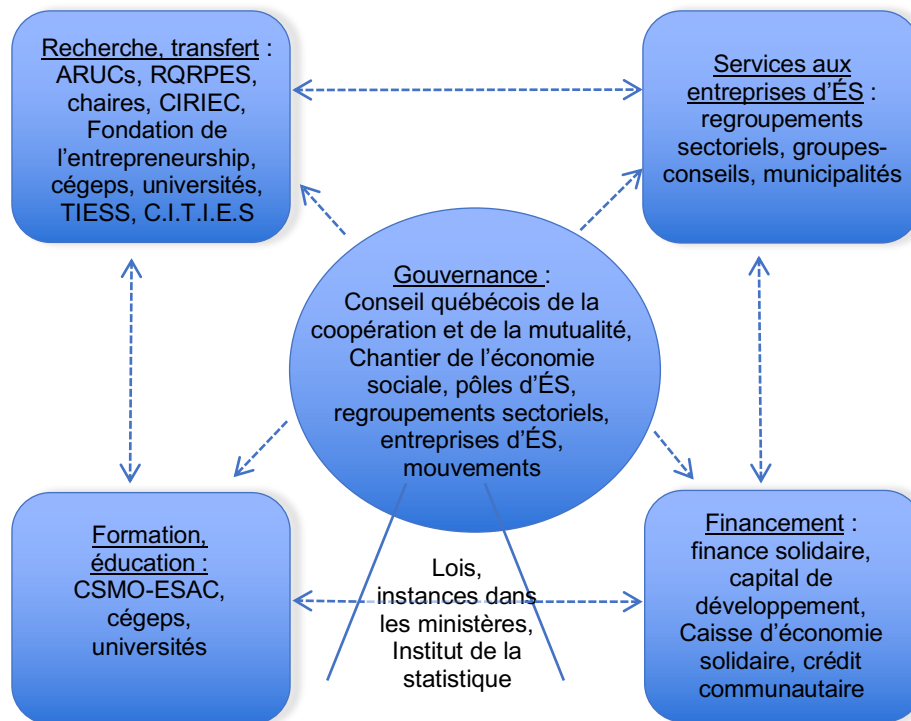 Recherche, transfert :
ARUCs, RQRPES,
chaires, CIRIEC,
Fondation de
l'entrepreneurship,
cégeps, universités,
TIESS, C.I.T.I.E.S
Services aux
entreprises d'ÉS :
regroupements
sectoriels, groupes-
conseils, municipalités
Gouvernance :
Conseil québécois de la
coopération et de la mutualité,
Chantier de l'économie
sociale, pôles d'ÉS,
regroupements sectoriels,
entreprises d'ÉS,
mouvements
Formation,
éducation :
CSMO-ESAC,
cégeps,
universités
Lois,
instances dans
les ministères,
Institut de la
statistique
Financement :
finance solidaire,
capital de
développement,
Caisse d'économie
solidaire, crédit
communautaire